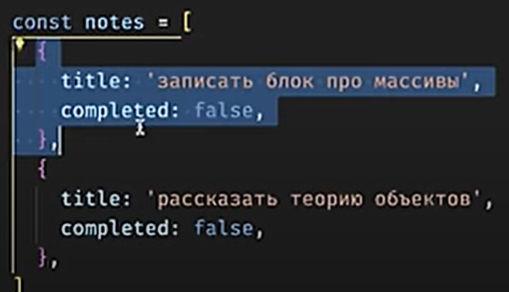 const notes = [
{
title: 'записать блок про массивы',
completed: false,
},
{
title: 'рассказать теорию объектов',
completed: false,
},
]